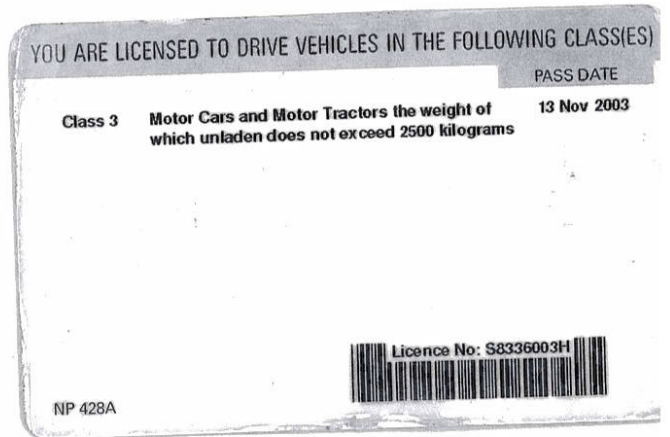 YOU ARE LICENSED TO DRIVE VEHICLES IN THE FOLLOWING CLASS(ES)
PASS DATE
Class 3 Motor Cars and Motor Tractors the weight of 13 Nov 2003
which unladen does not exceed 2500 kilograms
Licence No: S8336003H
NP 428A